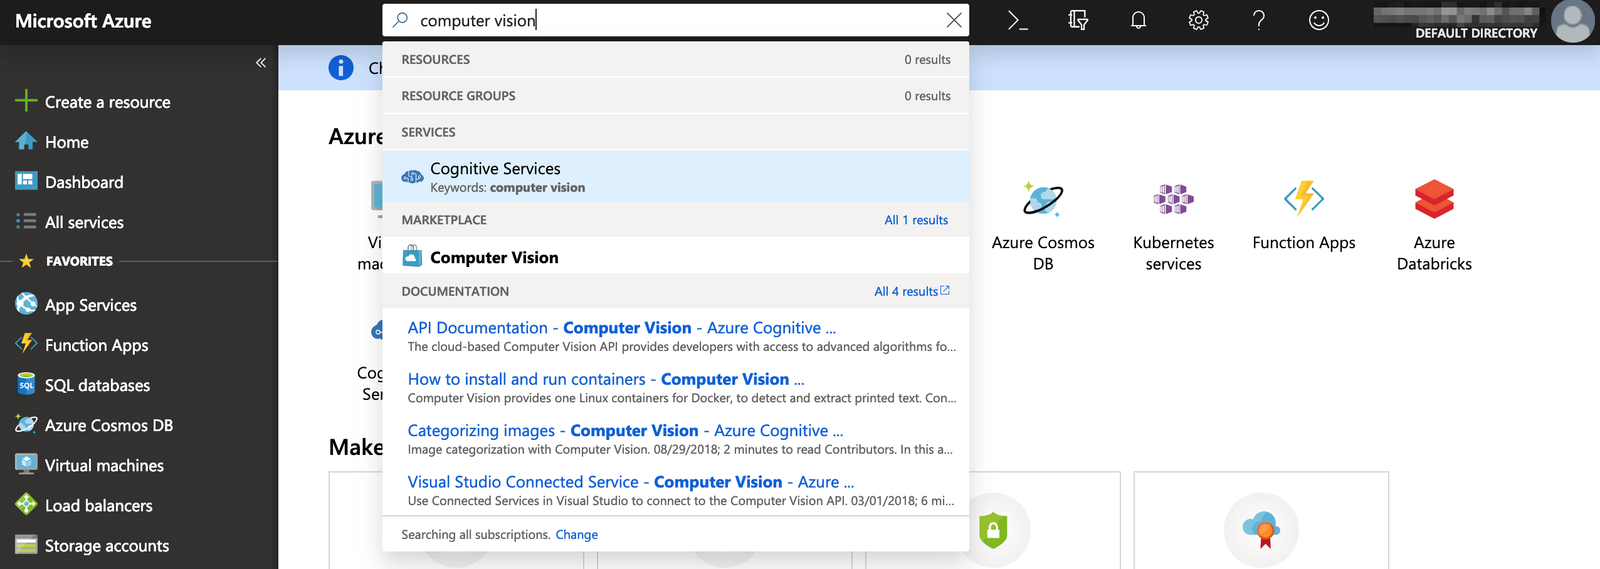 Microsoft Azure
computer vision
DEFAULT DIRECTORY
Create a resource
Home
Dashboard
All services
FAVORITES
App Services
Function Apps
SQL databases
Azure Cosmos DB
Virtual machines
Load balancers
Storage accounts
RESOURCES 0 results
RESOURCE GROUPS 0 results
SERVICES
Cognitive Services
Keywords: computer vision
MARKETPLACE All 1 results
Computer Vision
DOCUMENTATION All 4 results
API Documentation - Computer Vision - Azure Cognitive ...
The cloud-based Computer Vision API provides developers with access to advanced algorithms fo...
How to install and run containers - Computer Vision ...
Computer Vision provides one Linux containers for Docker, to detect and extract printed text. Con...
Categorizing images - Computer Vision - Azure Cognitive ...
Image categorization with Computer Vision. 08/29/2018; 2 minutes to read Contributors. In this a...
Visual Studio Connected Service - Computer Vision - Azure ...
Use Connected Services in Visual Studio to connect to the Computer Vision API. 03/01/2018; 6 mi...
Searching all subscriptions. Change
Azure
Azure Cosmos
DB
Kubernetes
services
Function Apps
Azure
Databricks
Make